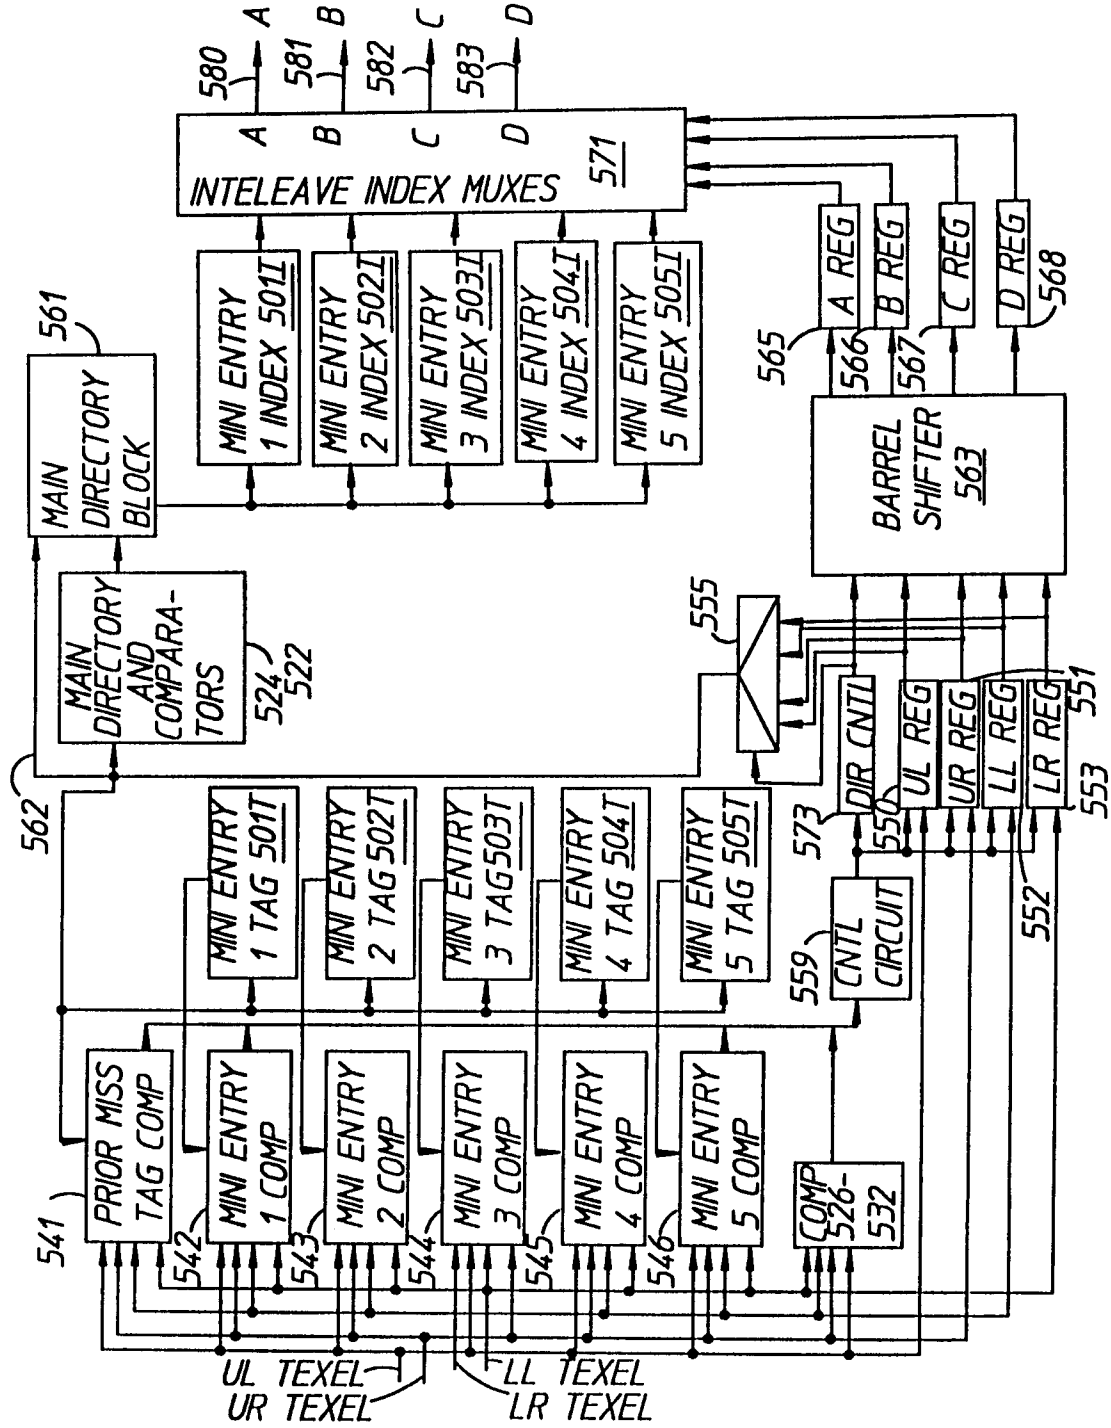 580
A
581
B
582
C
583
D
A
B
C
D
INTELEAVE INDEX MUXES
571
561
MAIN
DIRECTORY
BLOCK
MINI ENTRY
1 INDEX 501I
MINI ENTRY
2 INDEX 502I
MINI ENTRY
3 INDEX 503I
MINI ENTRY
4 INDEX 504I
MINI ENTRY
5 INDEX 505I
565
A REG
566
B REG
567
C REG
D REG
568
MAIN
DIRECTORY
AND
COMPARA-
TORS
524
522
562
555
BARREL
SHIFTER
563
MINI ENTRY
1 TAG 501T
MINI ENTRY
2 TAG 502T
MINI ENTRY
3 TAG 503T
MINI ENTRY
4 TAG 504T
MINI ENTRY
5 TAG 505T
573
DIR CNTL
550
UL REG
UR REG
551
LL REG
552
LR REG
553
559
CNTL
CIRCUIT
541
PRIOR MISS
TAG COMP
542
MINI ENTRY
1 COMP
543
MINI ENTRY
2 COMP
544
MINI ENTRY
3 COMP
545
MINI ENTRY
4 COMP
546
MINI ENTRY
5 COMP
COMP
526-
532
UL TEXEL
UR TEXEL
LL TEXEL
LR TEXEL